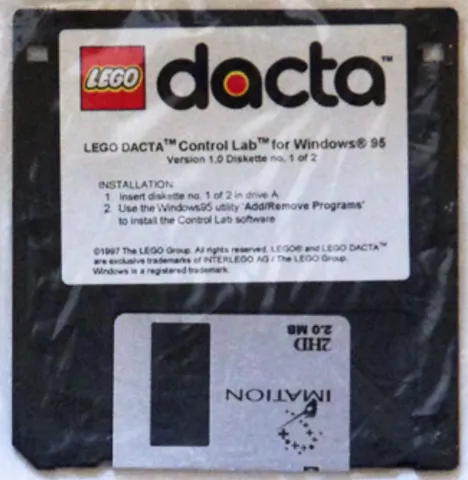 LEGO dacta™
LEGO DACTA™ Control Lab™ for Windows® 95
Version 1.0 Diskette no. 1 of 2
INSTALLATION
1. Insert diskette no. 1 of 2 in drive A
2. Use the Windows95 utility 'Add/Remove Programs'
to install the Control Lab software
©1997 The LEGO Group. All rights reserved. LEGO® and LEGO DACTA™
are exclusive trademarks of INTERLEGO AG / The LEGO Group.
Windows is a registered trademark.
2HD
2.0 MB
IMATION